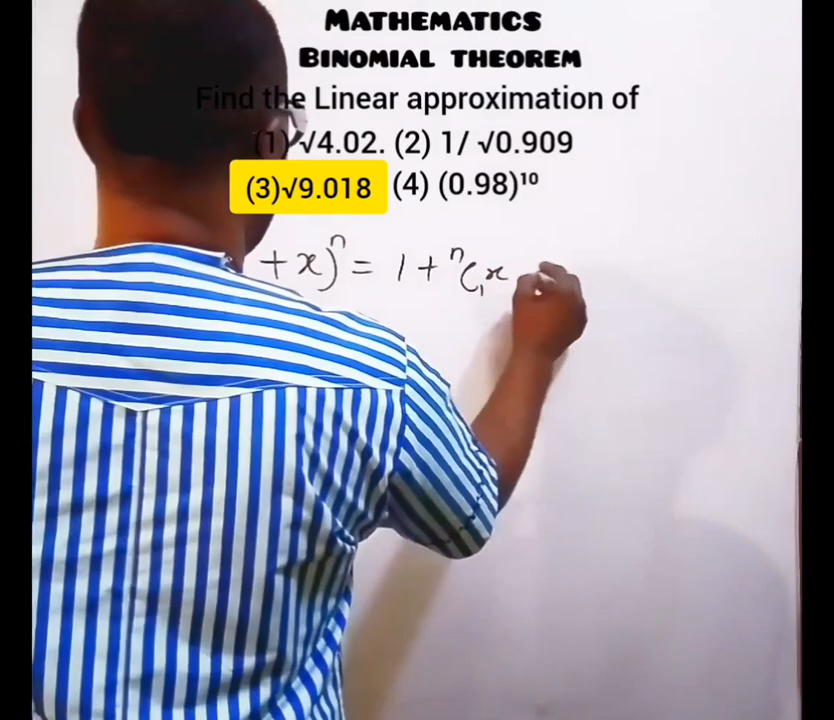 MATHEMATICS
BINOMIAL THEOREM
Find the Linear approximation of
(1) √4.02. (2) 1/ √0.909
(3)√9.018 (4) (0.98)¹⁰
+x)ⁿ = 1 + ⁿC₁x